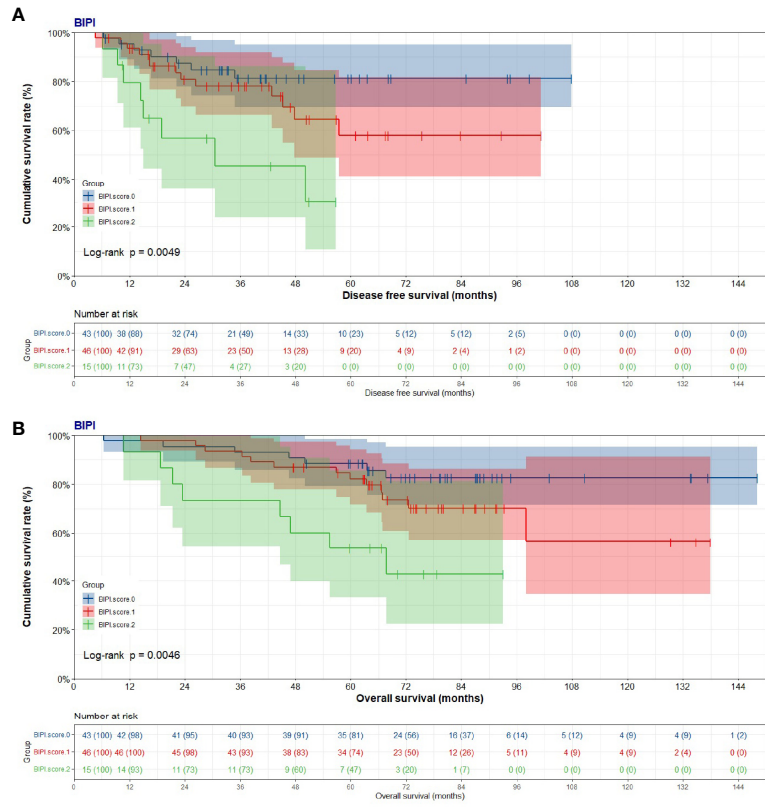 A
BIPI
100%
80%
60%
40%
20%
0%
Cumulative survival rate (%)
Group
BIPI.score.0
BIPI.score.1
BIPI.score.2
Log-rank p = 0.0049
0 12 24 36 48 60 72 84 96 108 120 132 144
Disease free survival (months)
Number at risk
Group
BIPI.score.0 43 (100) 38 (88) 32 (74) 21 (49) 14 (33) 10 (23) 5 (12) 5 (12) 2 (5) 0 (0) 0 (0) 0 (0) 0 (0)
BIPI.score.1 46 (100) 42 (91) 29 (63) 23 (50) 13 (28) 9 (20) 4 (9) 2 (4) 1 (2) 0 (0) 0 (0) 0 (0) 0 (0)
BIPI.score.2 15 (100) 11 (73) 7 (47) 4 (27) 3 (20) 0 (0) 0 (0) 0 (0) 0 (0) 0 (0) 0 (0) 0 (0) 0 (0)
0 12 24 36 48 60 72 84 96 108 120 132 144
Disease free survival (months)
B
BIPI
100%
80%
60%
40%
20%
0%
Cumulative survival rate (%)
Group
BIPI.score.0
BIPI.score.1
BIPI.score.2
Log-rank p = 0.0046
0 12 24 36 48 60 72 84 96 108 120 132 144
Overall survival (months)
Number at risk
Group
BIPI.score.0 43 (100) 42 (98) 41 (95) 40 (93) 39 (91) 35 (81) 24 (56) 16 (37) 6 (14) 5 (12) 4 (9) 4 (9) 1 (2)
BIPI.score.1 46 (100) 46 (100) 45 (98) 43 (93) 38 (83) 34 (74) 23 (50) 12 (26) 5 (11) 4 (9) 4 (9) 2 (4) 0 (0)
BIPI.score.2 15 (100) 14 (93) 11 (73) 11 (73) 9 (60) 7 (47) 3 (20) 1 (7) 0 (0) 0 (0) 0 (0) 0 (0) 0 (0)
0 12 24 36 48 60 72 84 96 108 120 132 144
Overall survival (months)